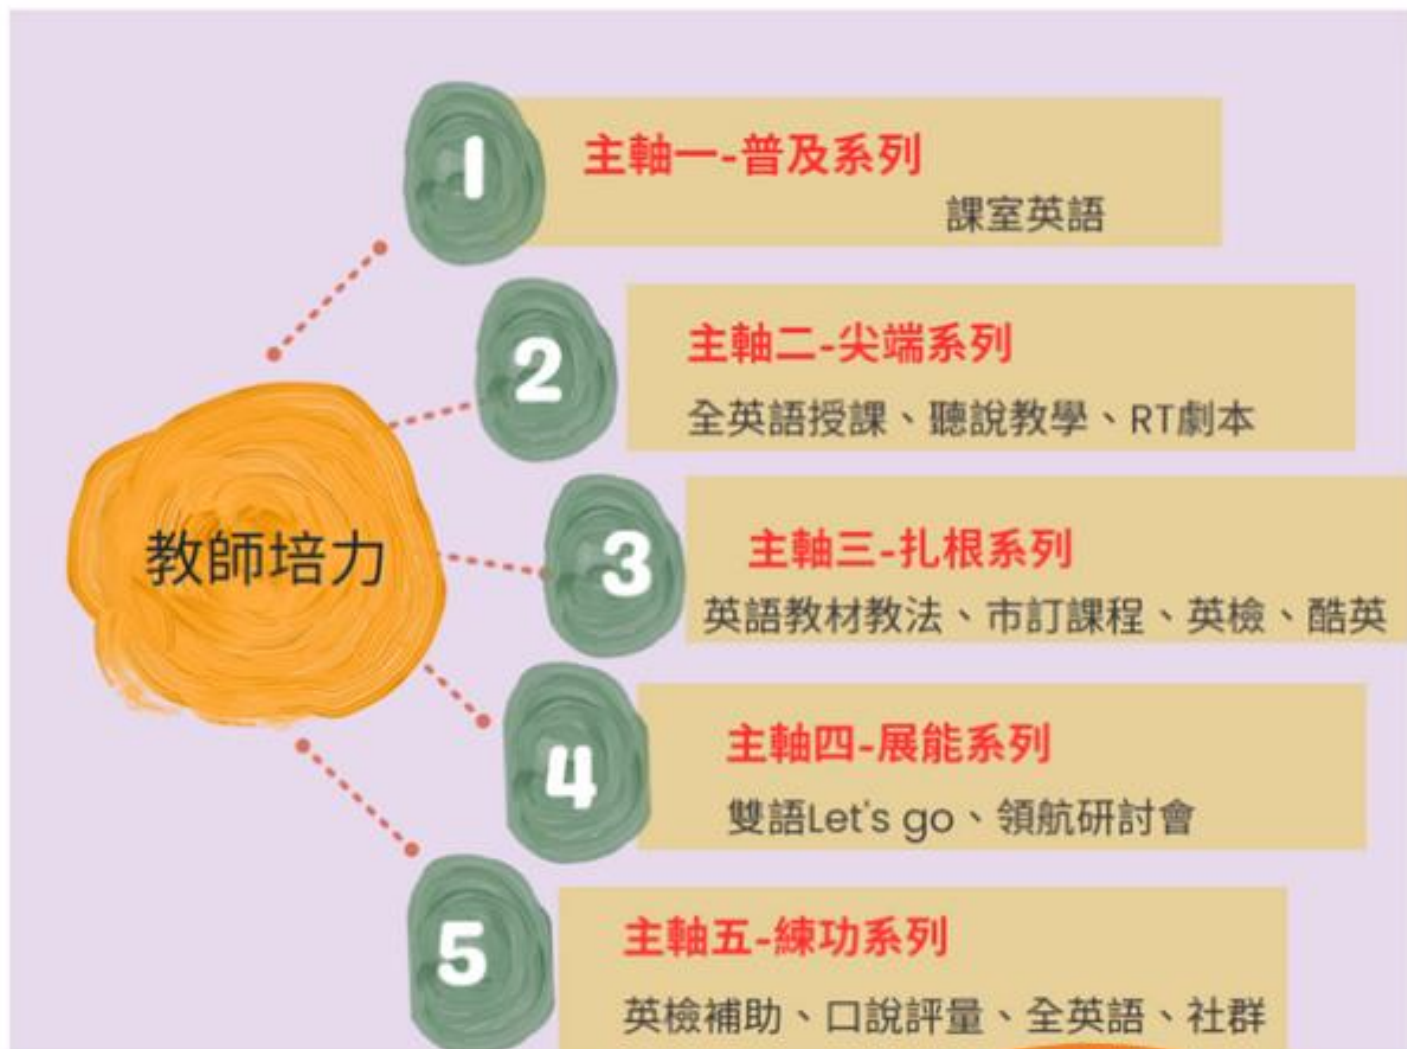 1
主軸一-普及系列
課室英語
2
主軸二-尖端系列
全英語授課、聽說教學、RT劇本
教師培力
3
主軸三-扎根系列
英語教材教法、市訂課程、英檢、酷英
4
主軸四-展能系列
雙語Let's go、領航研討會
5
主軸五-練功系列
英檢補助、口說評量、全英語、社群